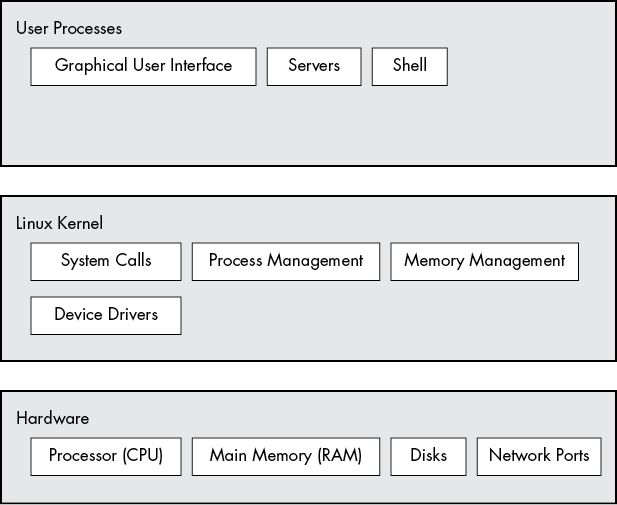 User Processes
Graphical User Interface
Servers
Shell
Linux Kernel
System Calls
Process Management
Memory Management
Device Drivers
Hardware
Processor (CPU)
Main Memory (RAM)
Disks
Network Ports